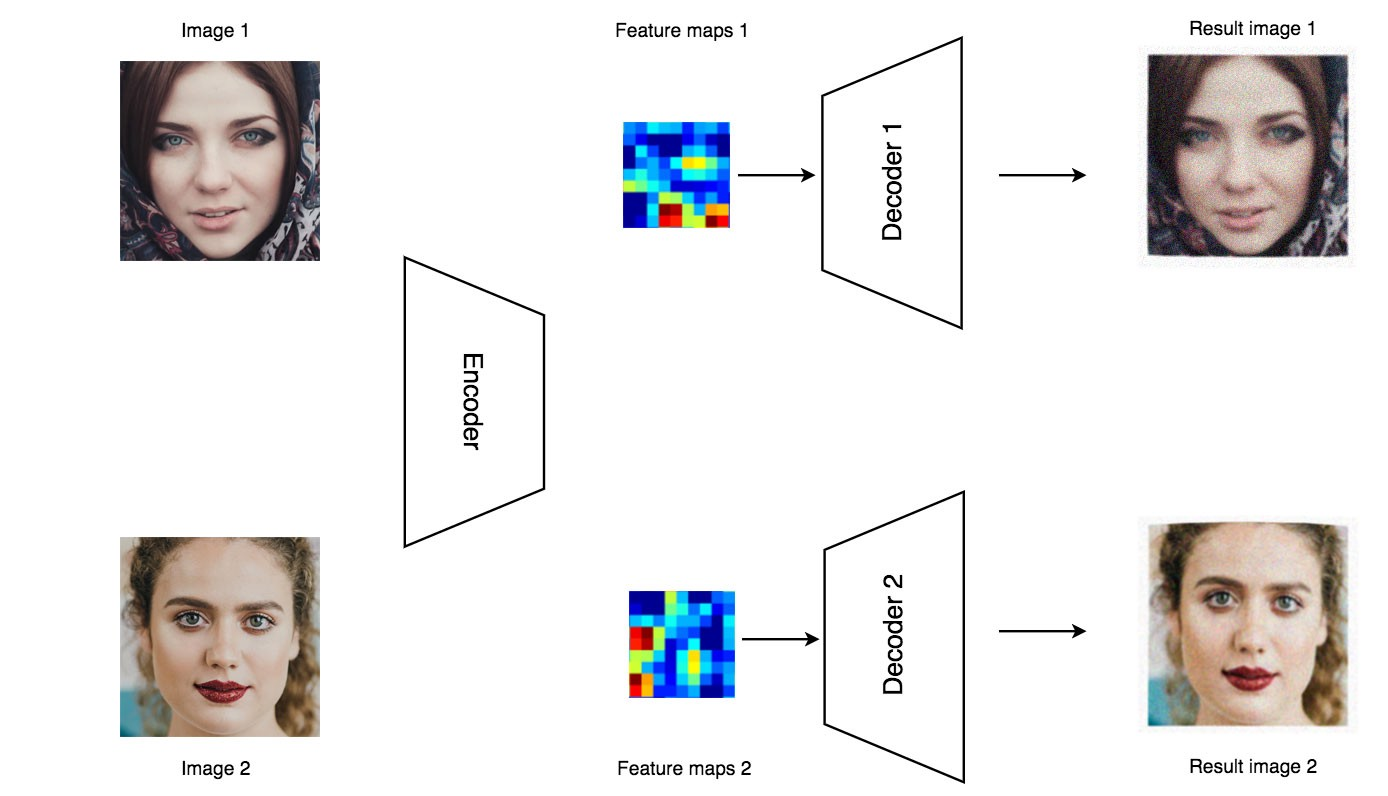 Image 1
Feature maps 1
Result image 1
Decoder 1
Encoder
Decoder 2
Image 2
Feature maps 2
Result image 2